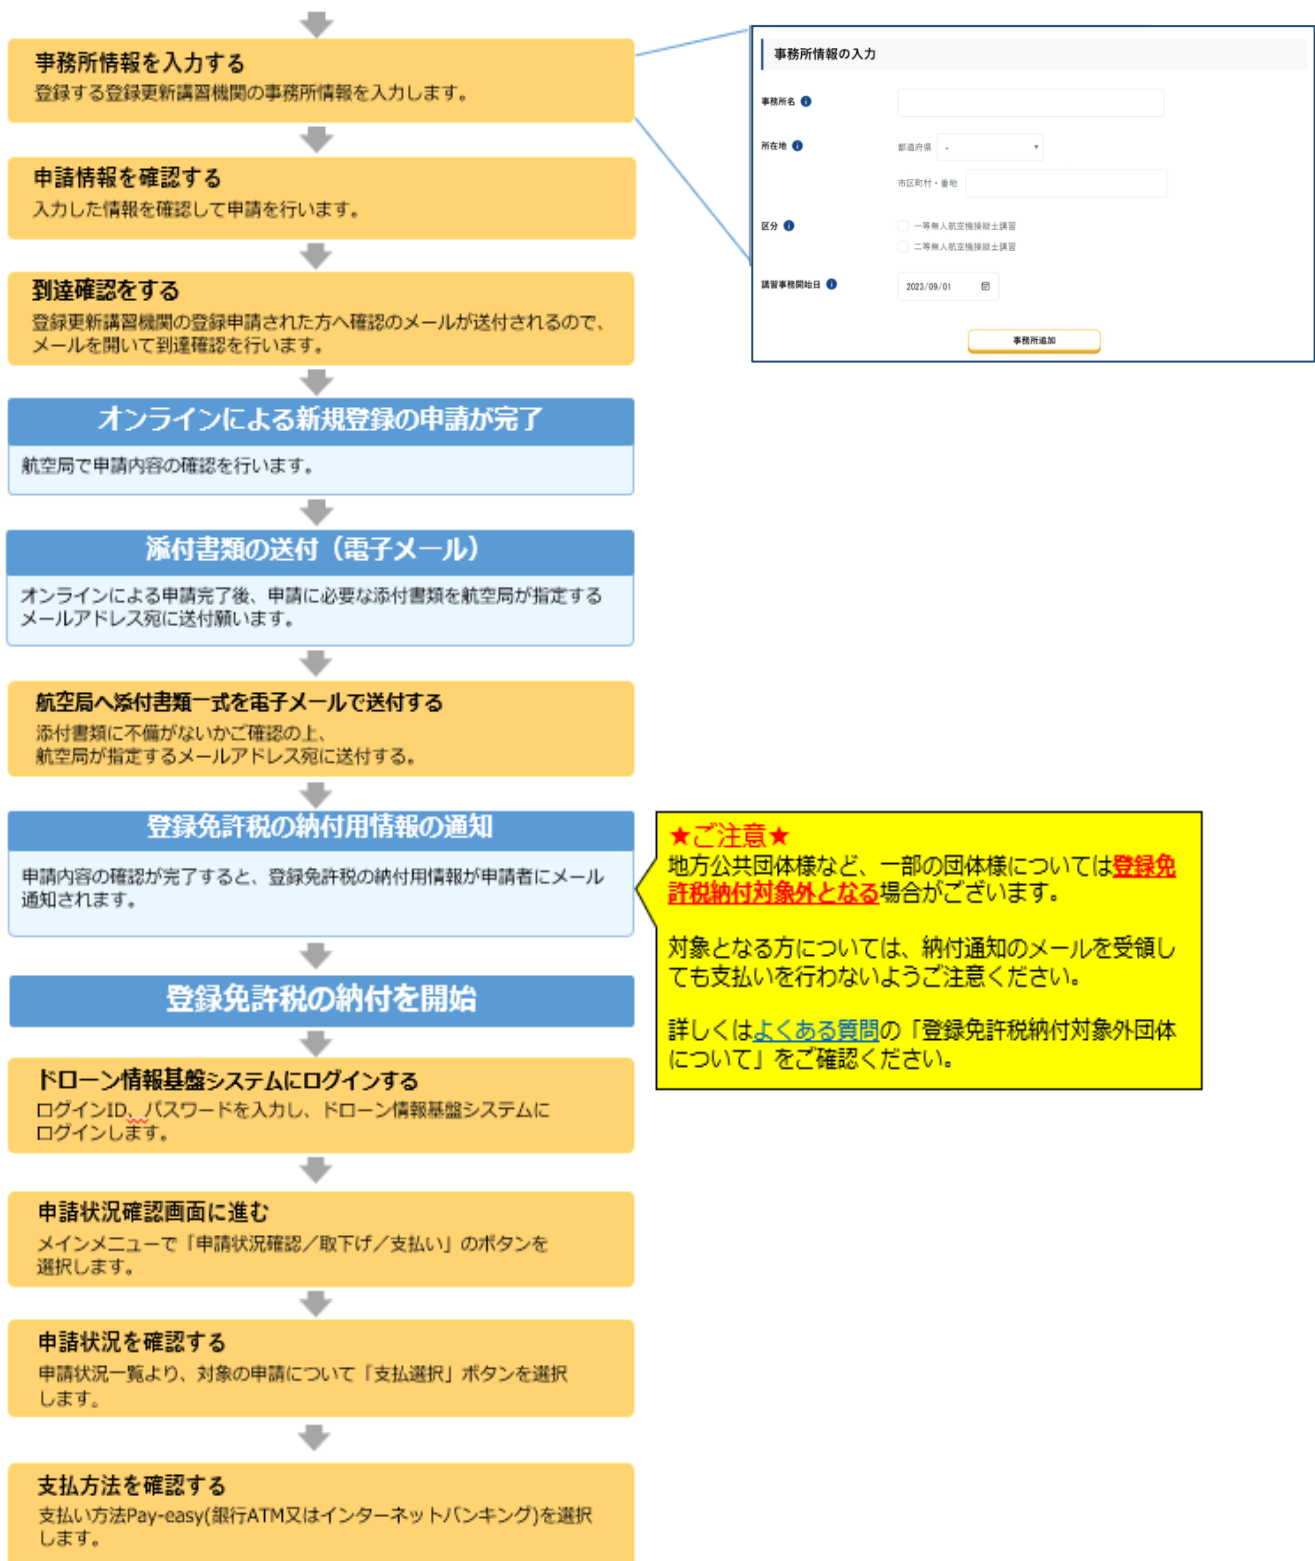 事務所情報を入力する
登録する登録更新講習機関の事務所情報を入力します。
事務所情報の入力
事務所名
所在地
都道府県 -
市区町村・番地
区分
一等無人航空機操縦士講習
二等無人航空機操縦士講習
講習事務開始日
2023/09/01
事務所追加
申請情報を確認する
入力した情報を確認して申請を行います。
到達確認をする
登録更新講習機関の登録申請された方へ確認のメールが送付されるので、
メールを開いて到達確認を行います。
オンラインによる新規登録の申請が完了
航空局で申請内容の確認を行います。
添付書類の送付（電子メール）
オンラインによる申請完了後、申請に必要な添付書類を航空局が指定する
メールアドレス宛に送付願います。
航空局へ添付書類一式を電子メールで送付する
添付書類に不備がないかご確認の上、
航空局が指定するメールアドレス宛に送付する。
登録免許税の納付用情報の通知
申請内容の確認が完了すると、登録免許税の納付用情報が申請者にメール
通知されます。
★ご注意★
地方公共団体様など、一部の団体様については登録免
許税納付対象外となる場合がございます。
対象となる方については、納付通知のメールを受領し
ても支払いを行わないようご注意ください。
詳しくはよくある質問の「登録免許税納付対象外団体
について」をご確認ください。
登録免許税の納付を開始
ドローン情報基盤システムにログインする
ログインID、パスワードを入力し、ドローン情報基盤システムに
ログインします。
申請状況確認画面に進む
メインメニューで「申請状況確認／取下げ／支払い」のボタンを
選択します。
申請状況を確認する
申請状況一覧より、対象の申請について「支払選択」ボタンを選択
します。
支払方法を確認する
支払い方法Pay-easy(銀行ATM又はインターネットバンキング)を選択
します。